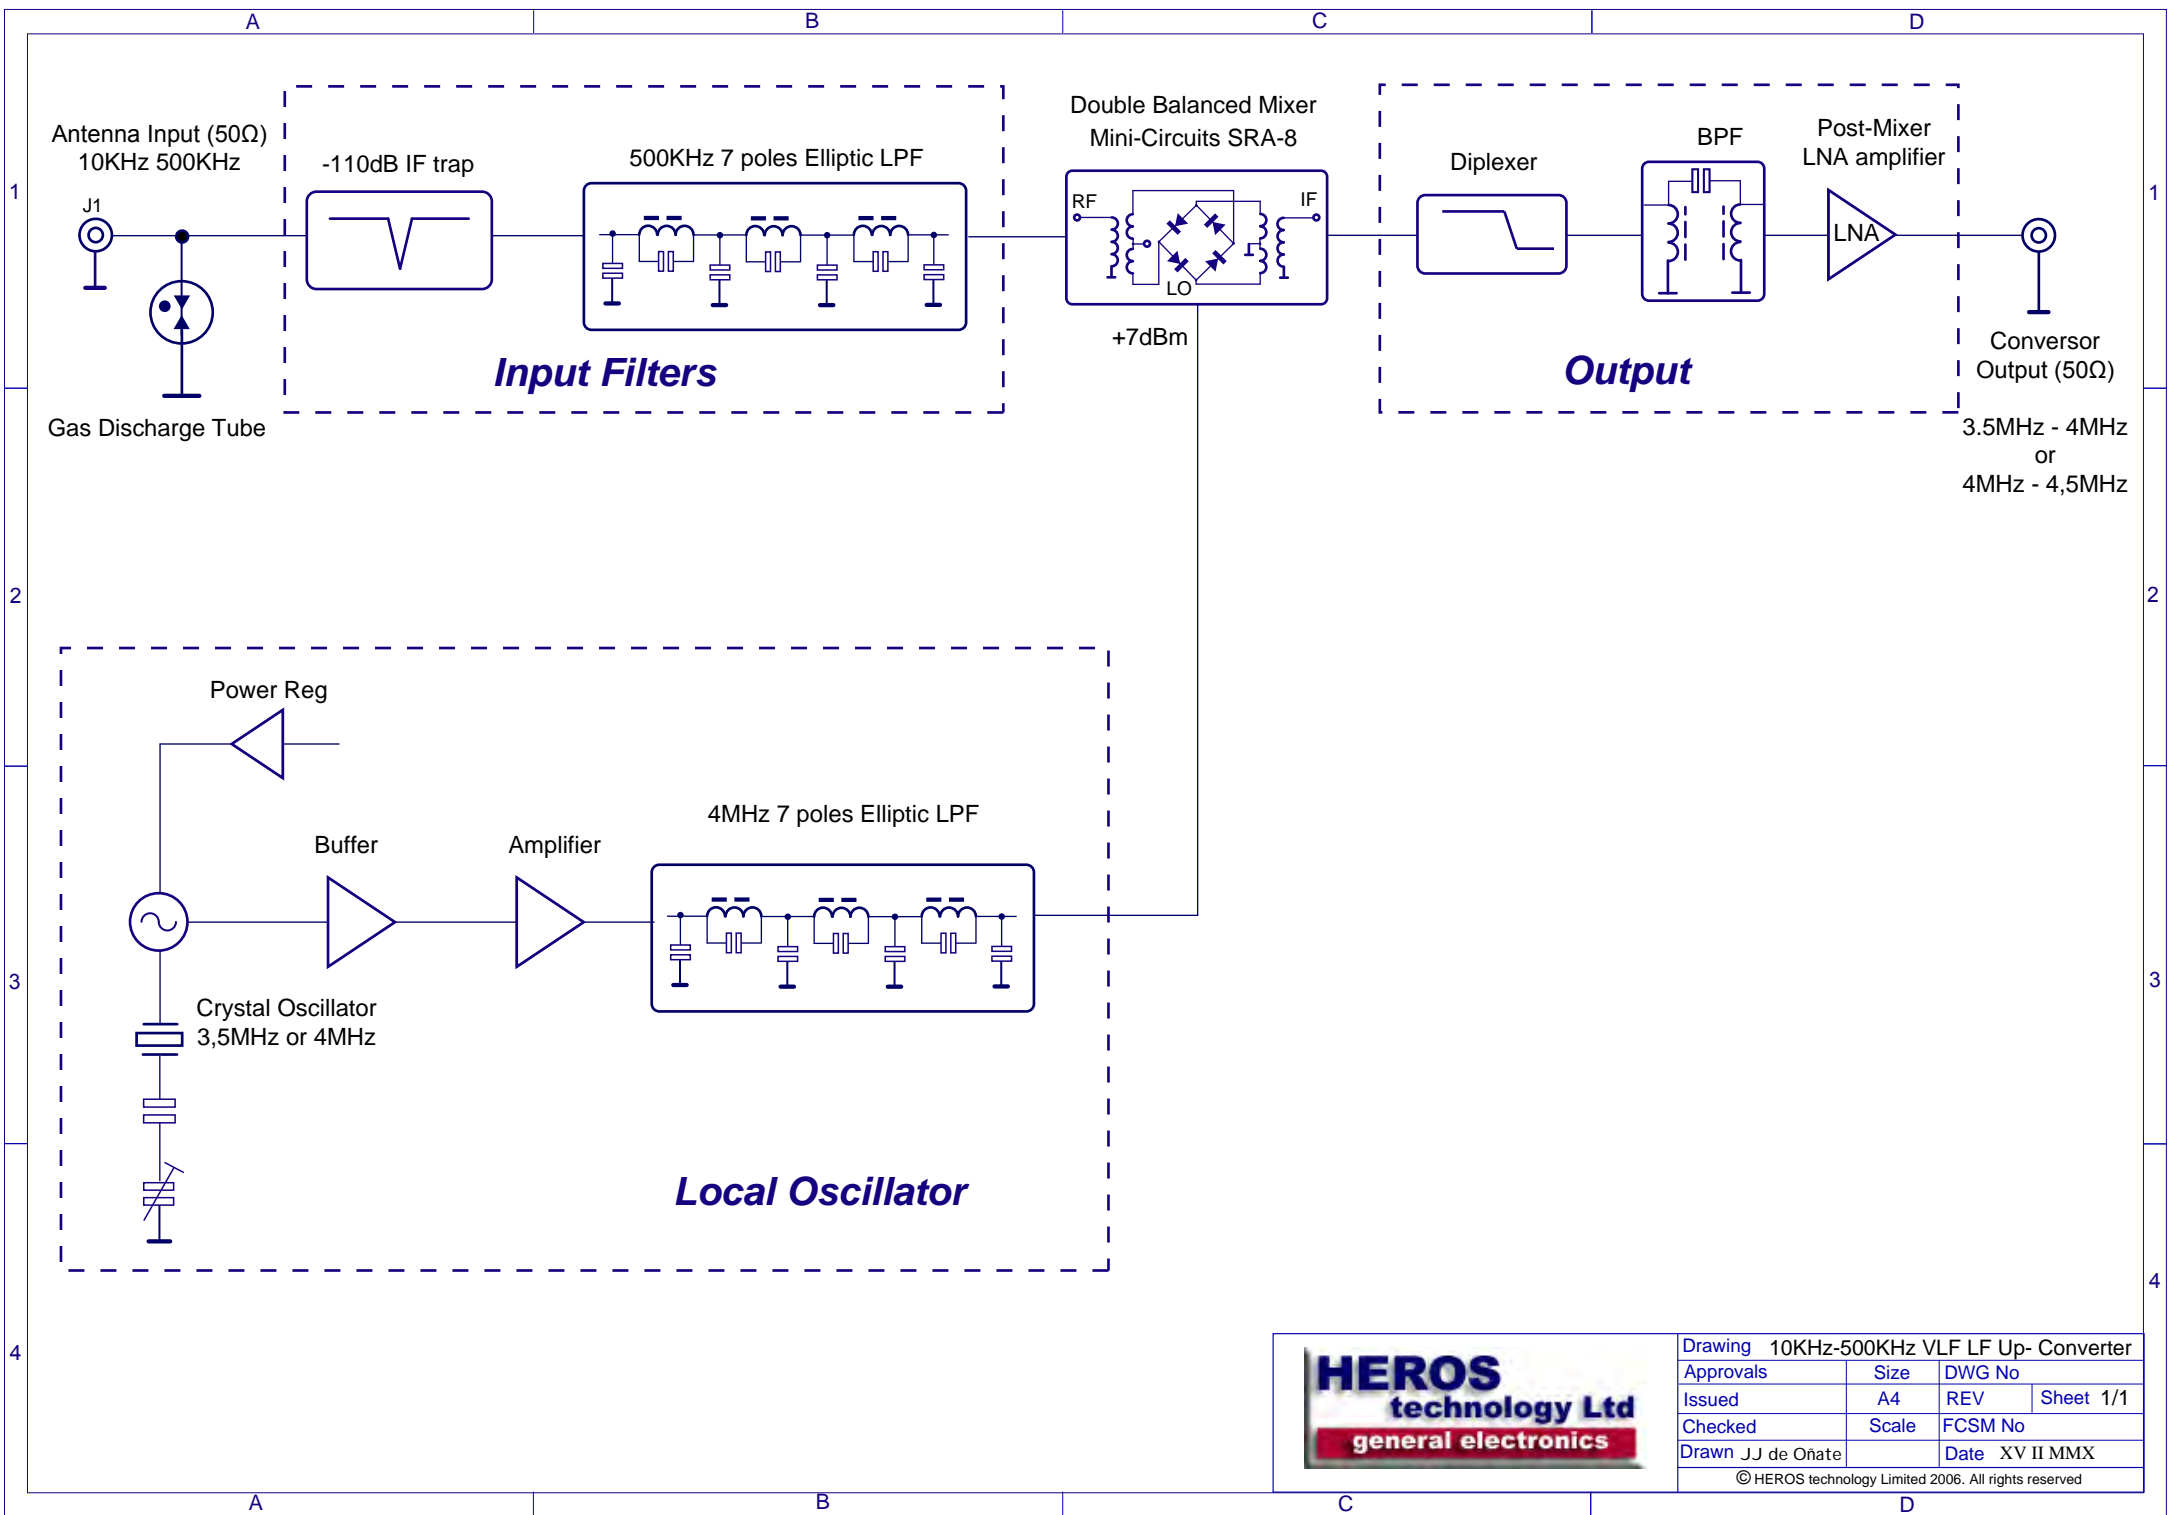 A
B
C
D
1
1
2
2
3
3
4
4
A
B
C
D
Antenna Input (50Ω)
10KHz 500KHz
J1
Gas Discharge Tube
-110dB IF trap
500KHz 7 poles Elliptic LPF
Input Filters
Double Balanced Mixer
Mini-Circuits SRA-8
RF
IF
LO
+7dBm
Diplexer
BPF
Post-Mixer
LNA amplifier
LNA
Output
Conversor
Output (50Ω)
3.5MHz - 4MHz
or
4MHz - 4,5MHz
Power Reg
Buffer
Amplifier
4MHz 7 poles Elliptic LPF
Crystal Oscillator
3,5MHz or 4MHz
Local Oscillator
HEROS
technology Ltd
general electronics
Drawing 10KHz-500KHz VLF LF Up- Converter
Approvals Size DWG No
Issued A4 REV Sheet 1/1
Checked Scale FCSM No
Drawn JJ de Oñate Date XV II MMX
© HEROS technology Limited 2006. All rights reserved